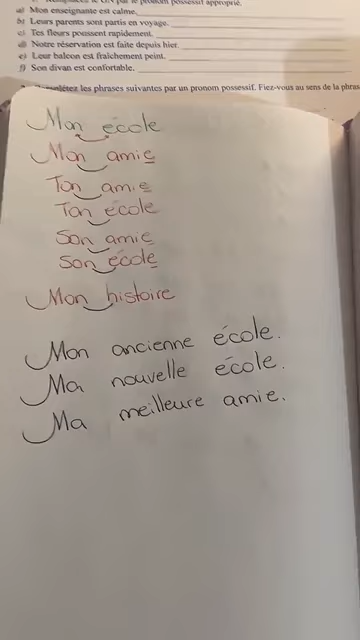 pronom possessif approprié.
a) Mon enseignante est calme.
b) Leurs parents sont partis en voyage.
c) Tes fleurs poussent rapidement.
d) Notre réservation est faite depuis hier.
e) Leur balcon est fraîchement peint.
f) Son divan est confortable.
les phrases suivantes par un pronom possessif. Fiez-vous au sens de la phras
Mon école
Mon amie
Ton amie
Ton école
Son amie
Son école
Mon histoire
Mon ancienne école.
Ma nouvelle école.
Ma meilleure amie.